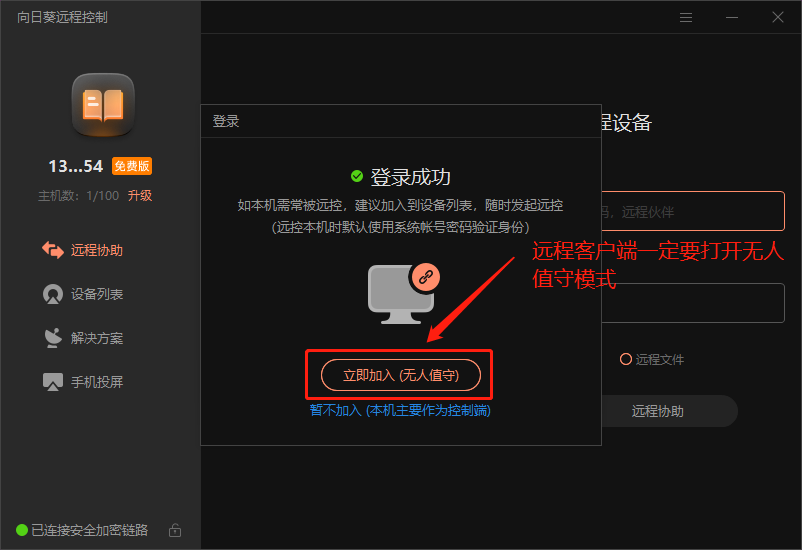 向日葵远程控制
13...54 免费版
主机数: 1/100 升级
远程协助
设备列表
解决方案
手机投屏
已连接安全加密链路
登录
登录成功
如本机需常被远控，建议加入到设备列表，随时发起远控
（远控本机时默认使用系统帐号密码验证身份）
立即加入 (无人值守)
暂不加入 (本机主要作为控制端)
程设备
码，远程伙伴
远程客户端一定要打开无人
值守模式
远程文件
远程协助